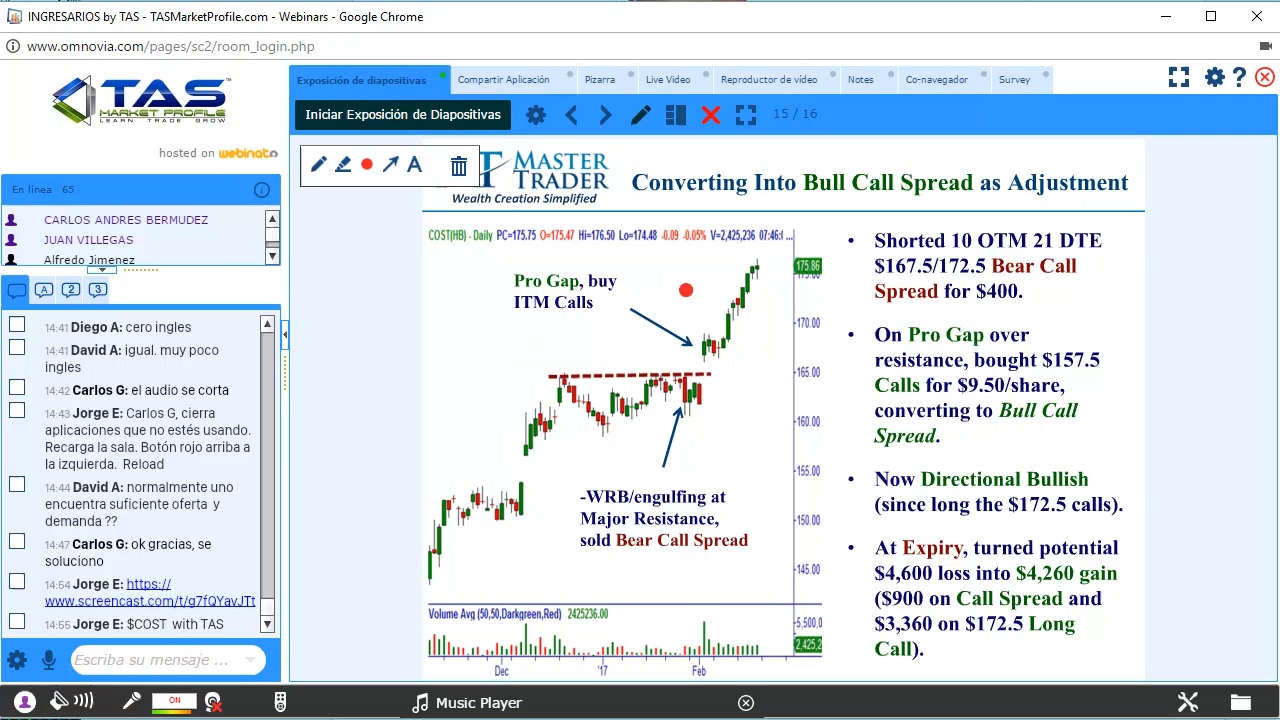 INGRESARIOS by TAS - TASMarketProfile.com - Webinars - Google Chrome
www.omnovia.com/pages/sc2/room_login.php
TAS™
MARKET PROFILE
LEARN TRADE GROW
hosted on webinato
Exposición de diapositivas
Compartir Aplicación
Pizarra
Live Video
Reproductor de vídeo
Notes
Co-navegador
Survey
Iniciar Exposición de Diapositivas
15 / 16
En línea 65
CARLOS ANDRES BERMUDEZ
JUAN VILLEGAS
Alfredo Jimenez
A
2
3
14:41 Diego A: cero ingles
14:41 David A: igual. muy poco
ingles
14:42 Carlos G: el audio se corta
14:43 Jorge E: Carlos G, cierra
aplicaciones que no estés usando.
Recarga la sala. Botón rojo arriba a
la izquierda. Reload
14:44 David A: normalmente uno
encuentra suficiente oferta y
demanda ??
14:47 Carlos G: ok gracias, se
soluciono
14:54 Jorge E: https://
www.screencast.com/t/g7fQYavJTt
14:55 Jorge E: $COST with TAS
Escribe su mensaje ...
A
T MASTER
TRADER
Wealth Creation Simplified
Converting Into Bull Call Spread as Adjustment
COST(HB) - Daily PC=175.75 O=175.47 Hi=176.50 Lo=174.48 -0.09 -0.05% V=2,425,236 07:46: ...
Pro Gap, buy
ITM Calls
175.86
175.00
170.00
165.00
160.00
155.00
150.00
145.00
-WRB/engulfing at
Major Resistance,
sold Bear Call Spread
Volume Avg (50,50,Darkgreen,Red) 2425236.00
5,500,0
2,425,2
Dec
'17
Feb
• Shorted 10 OTM 21 DTE
$167.5/172.5 Bear Call
Spread for $400.
• On Pro Gap over
resistance, bought $157.5
Calls for $9.50/share,
converting to Bull Call
Spread.
• Now Directional Bullish
(since long the $172.5 calls).
• At Expiry, turned potential
$4,600 loss into $4,260 gain
($900 on Call Spread and
$3,360 on $172.5 Long
Call).
ON
Music Player